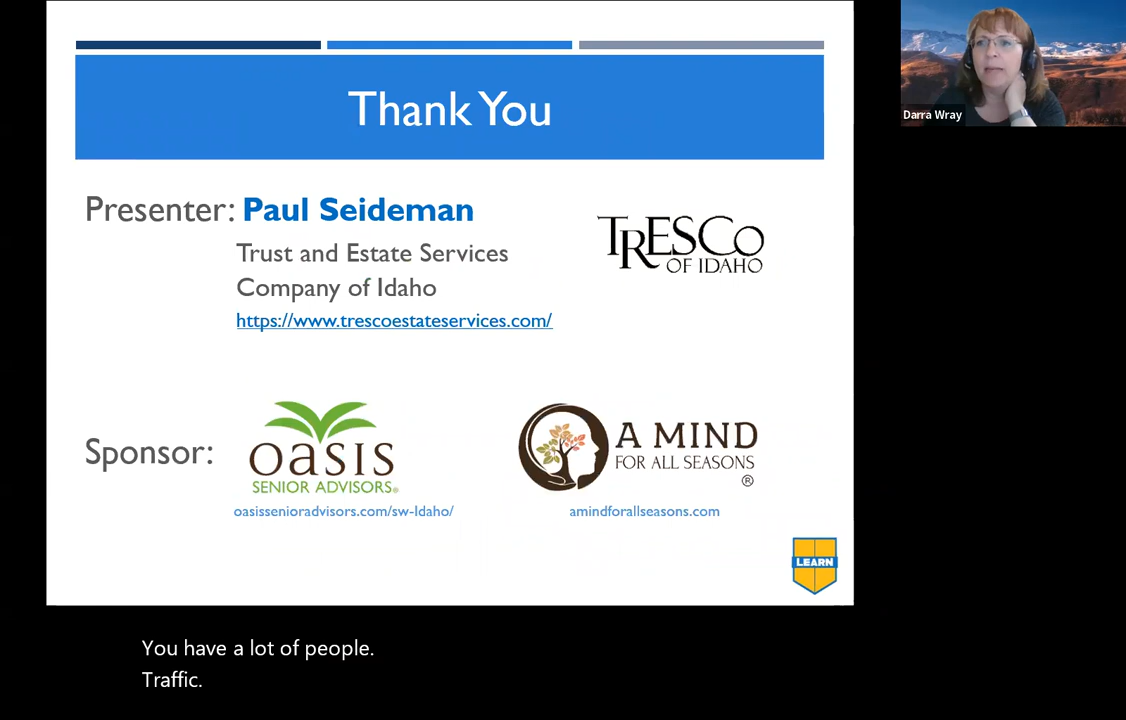 Thank You
Darra Wray
Presenter: Paul Seideman
Trust and Estate Services
Company of Idaho
https://www.trescoestateservices.com/
TRESCO
OF IDAHO
Sponsor:
oasis
SENIOR ADVISORS®
oasissenioradvisors.com/sw-Idaho/
A MIND
FOR ALL SEASONS
®
amindforallseasons.com
LEARN
You have a lot of people.
Traffic.